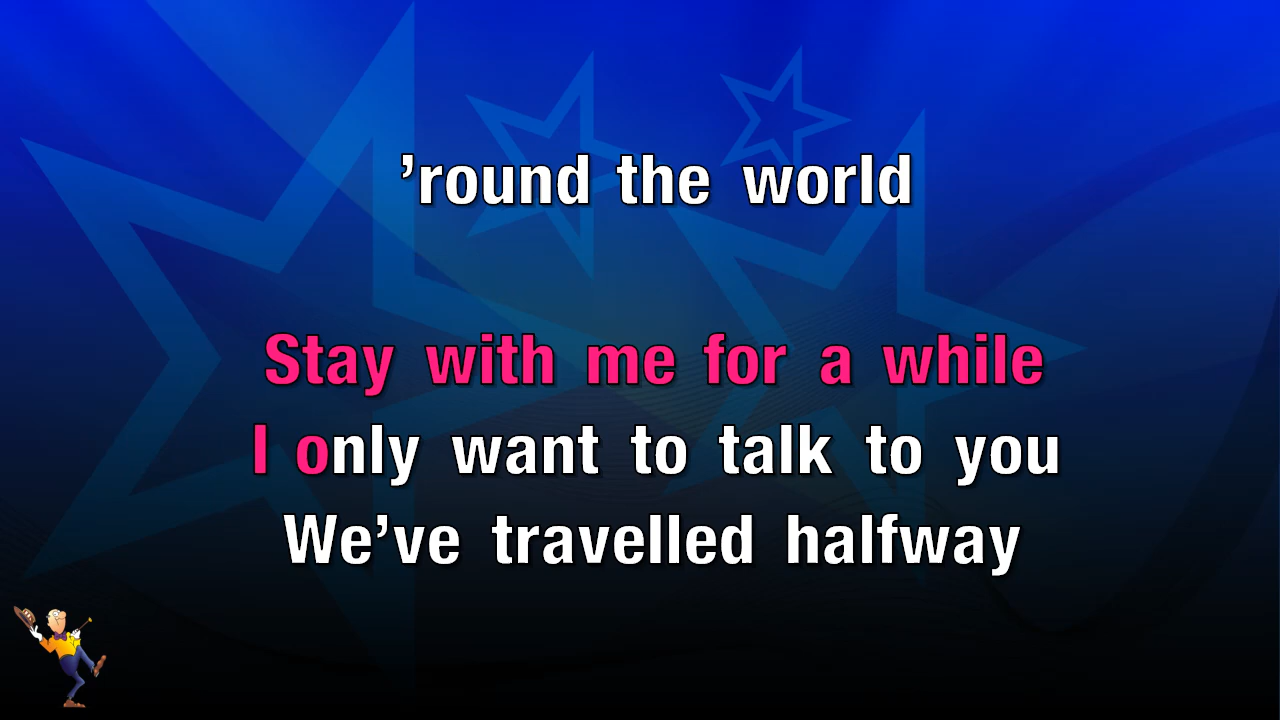 ’round the world
Stay with me for a while
I only want to talk to you
We’ve travelled halfway